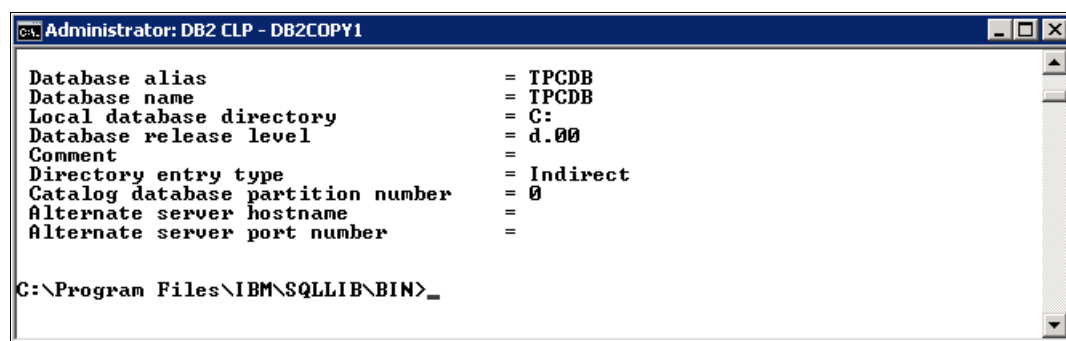 Administrator: DB2 CLP - DB2COPY1
Database alias = TPCDB
Database name = TPCDB
Local database directory = C:
Database release level = d.00
Comment =
Directory entry type = Indirect
Catalog database partition number = 0
Alternate server hostname =
Alternate server port number =
C:\Program Files\IBM\SQLLIB\BIN>_